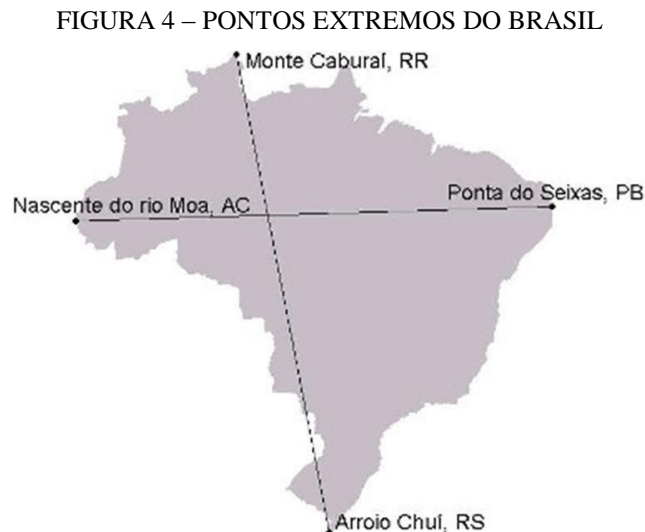 FIGURA 4 – PONTOS EXTREMOS DO BRASIL
Monte Caburaí, RR
Nascente do rio Moa, AC
Ponta do Seixas, PB
Arroio Chuí, RS